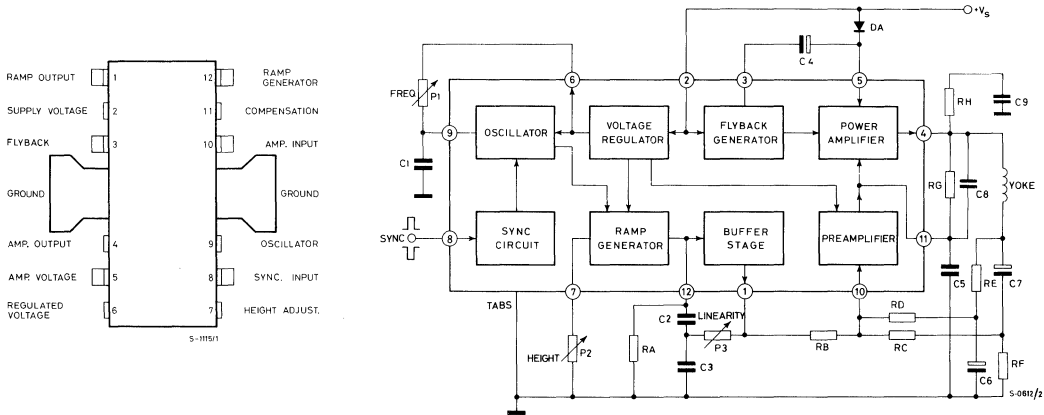 RAMP OUTPUT
1
12
RAMP
GENERATOR
SUPPLY VOLTAGE
2
11
COMPENSATION
FLYBACK
3
10
AMP. INPUT
GROUND
GROUND
AMP. OUTPUT
4
9
OSCILLATOR
AMP. VOLTAGE
5
8
SYNC. INPUT
REGULATED
VOLTAGE
6
7
HEIGHT ADJUST.
S-1115/1
+Vs
DA
C4
6
2
3
5
FREQ.
P1
RH
C9
9
OSCILLATOR
VOLTAGE
REGULATOR
FLYBACK
GENERATOR
POWER
AMPLIFIER
4
C1
RG
C8
YOKE
SYNC
8
SYNC
CIRCUIT
RAMP
GENERATOR
BUFFER
STAGE
PREAMPLIFIER
11
TABS
7
12
1
10
C5
RE
C7
C2
LINEARITY
RD
HEIGHT
P2
RA
P3
RB
RC
C3
C6
RF
S-0612/2